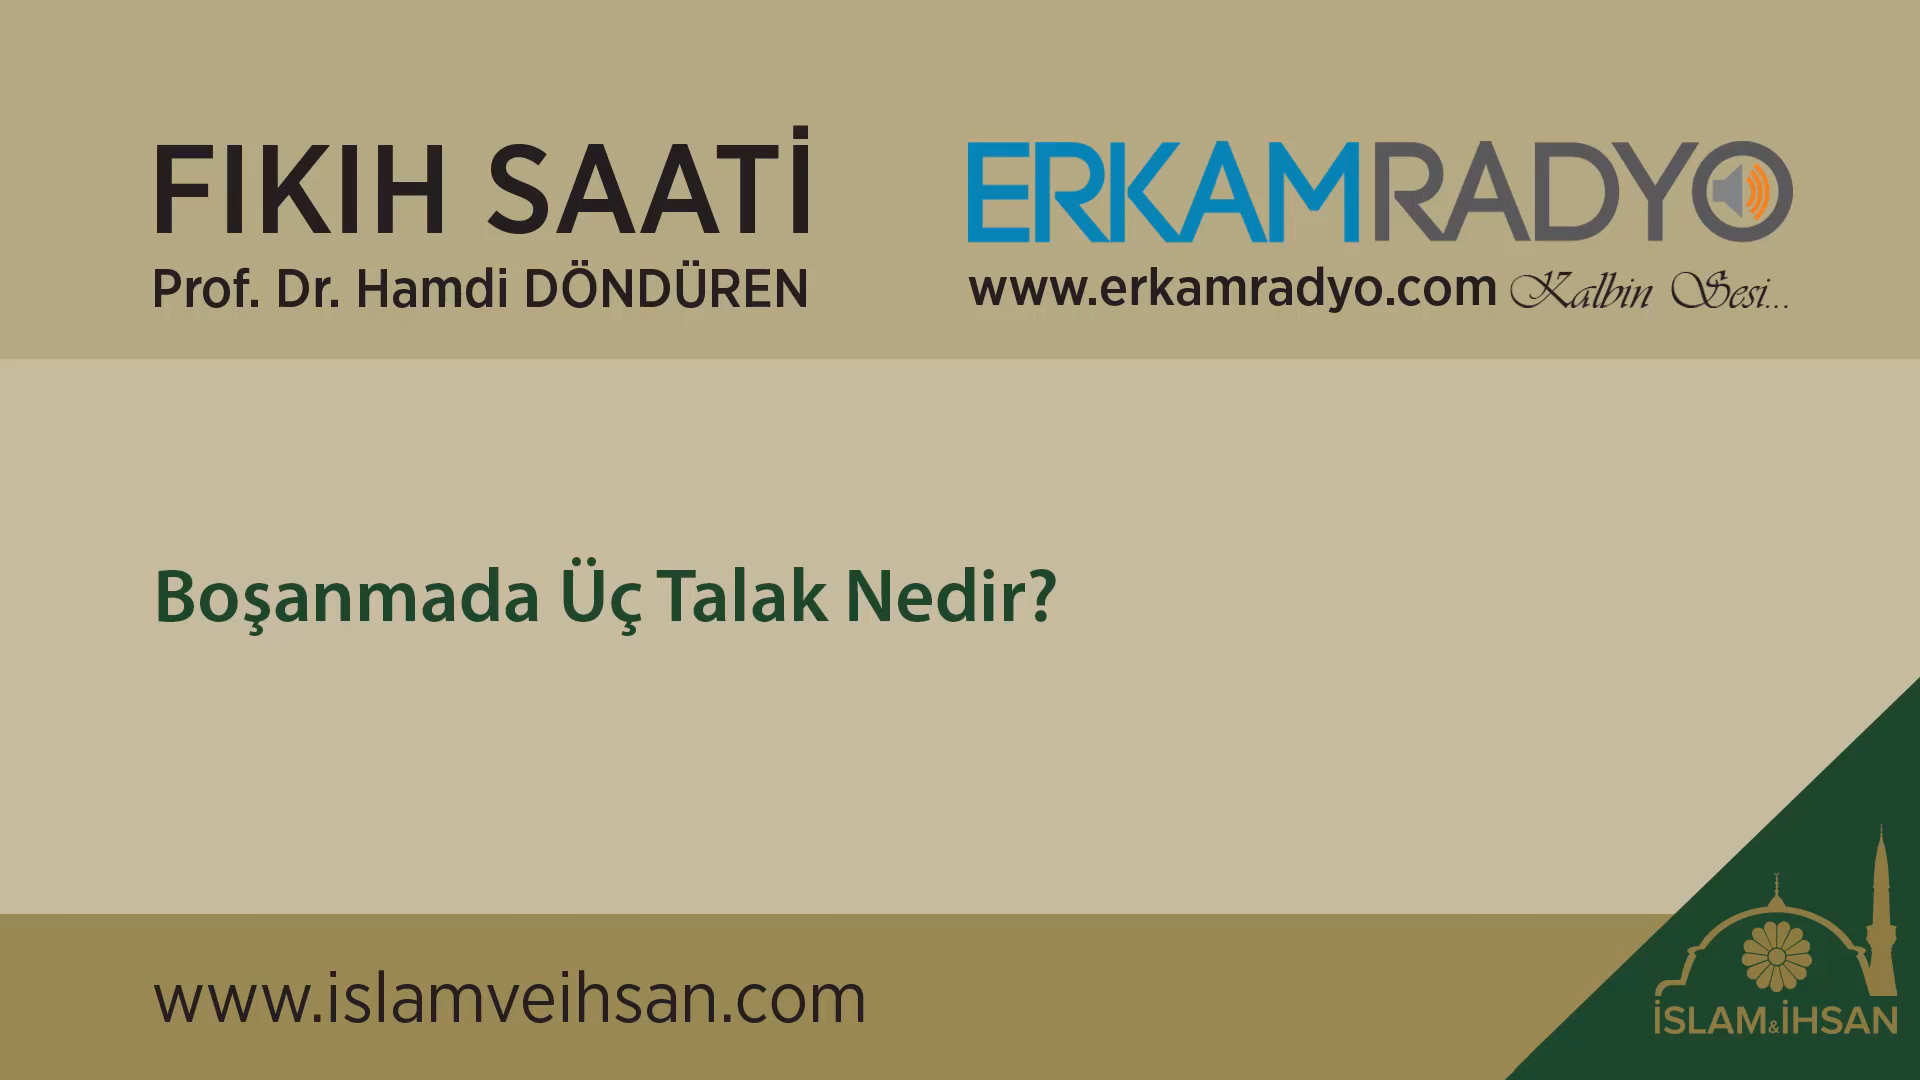 FIKIH SAATİ
Prof. Dr. Hamdi DÖNDÜREN
ERKAMRADYO
www.erkamradyo.com Kalbin Sesi...
Boşanmada Üç Talak Nedir?
www.islamveihsan.com
İSLAM&İHSAN